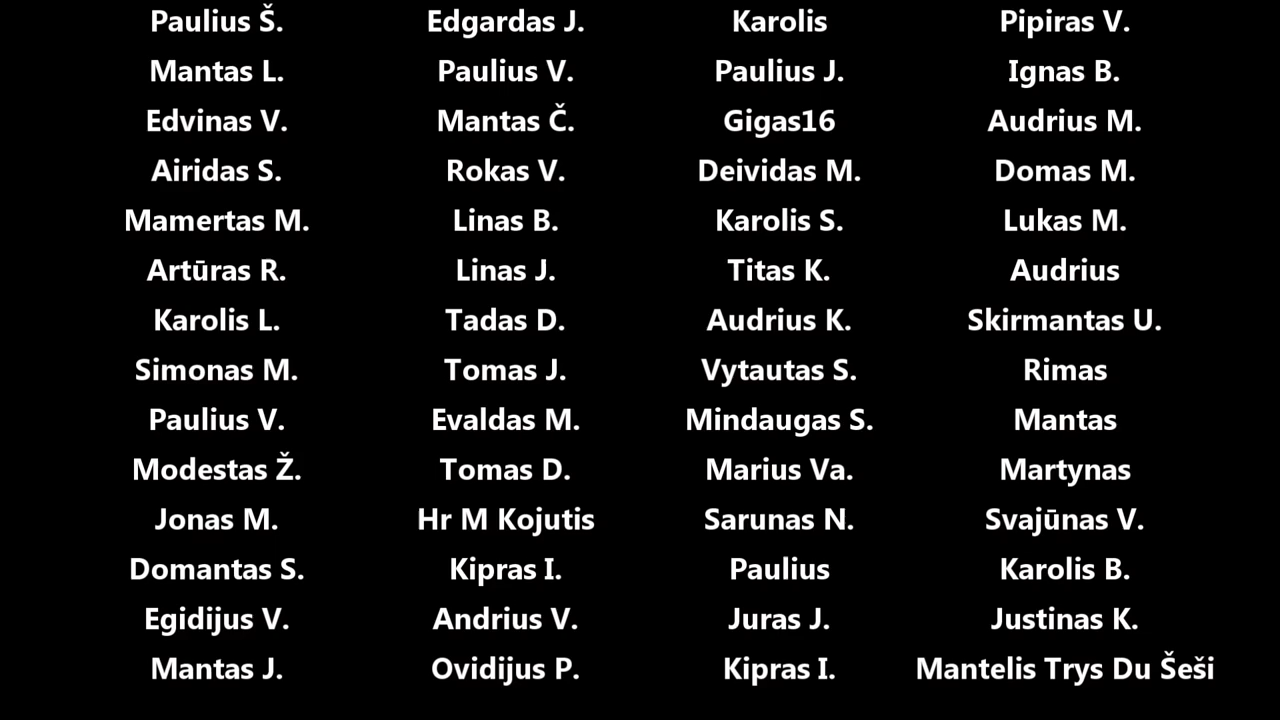 Paulius Š. Edgardas J. Karolis Pipiras V.
Mantas L. Paulius V. Paulius J. Ignas B.
Edvinas V. Mantas Č. Gigas16 Audrius M.
Airidas S. Rokas V. Deividas M. Domas M.
Mamertas M. Linas B. Karolis S. Lukas M.
Artūras R. Linas J. Titas K. Audrius
Karolis L. Tadas D. Audrius K. Skirmantas U.
Simonas M. Tomas J. Vytautas S. Rimas
Paulius V. Evaldas M. Mindaugas S. Mantas
Modestas Ž. Tomas D. Marius Va. Martynas
Jonas M. Hr M Kojutis Sarunas N. Svajūnas V.
Domantas S. Kipras I. Paulius Karolis B.
Egidijus V. Andrius V. Juras J. Justinas K.
Mantas J. Ovidijus P. Kipras I. Mantelis Trys Du Šeši